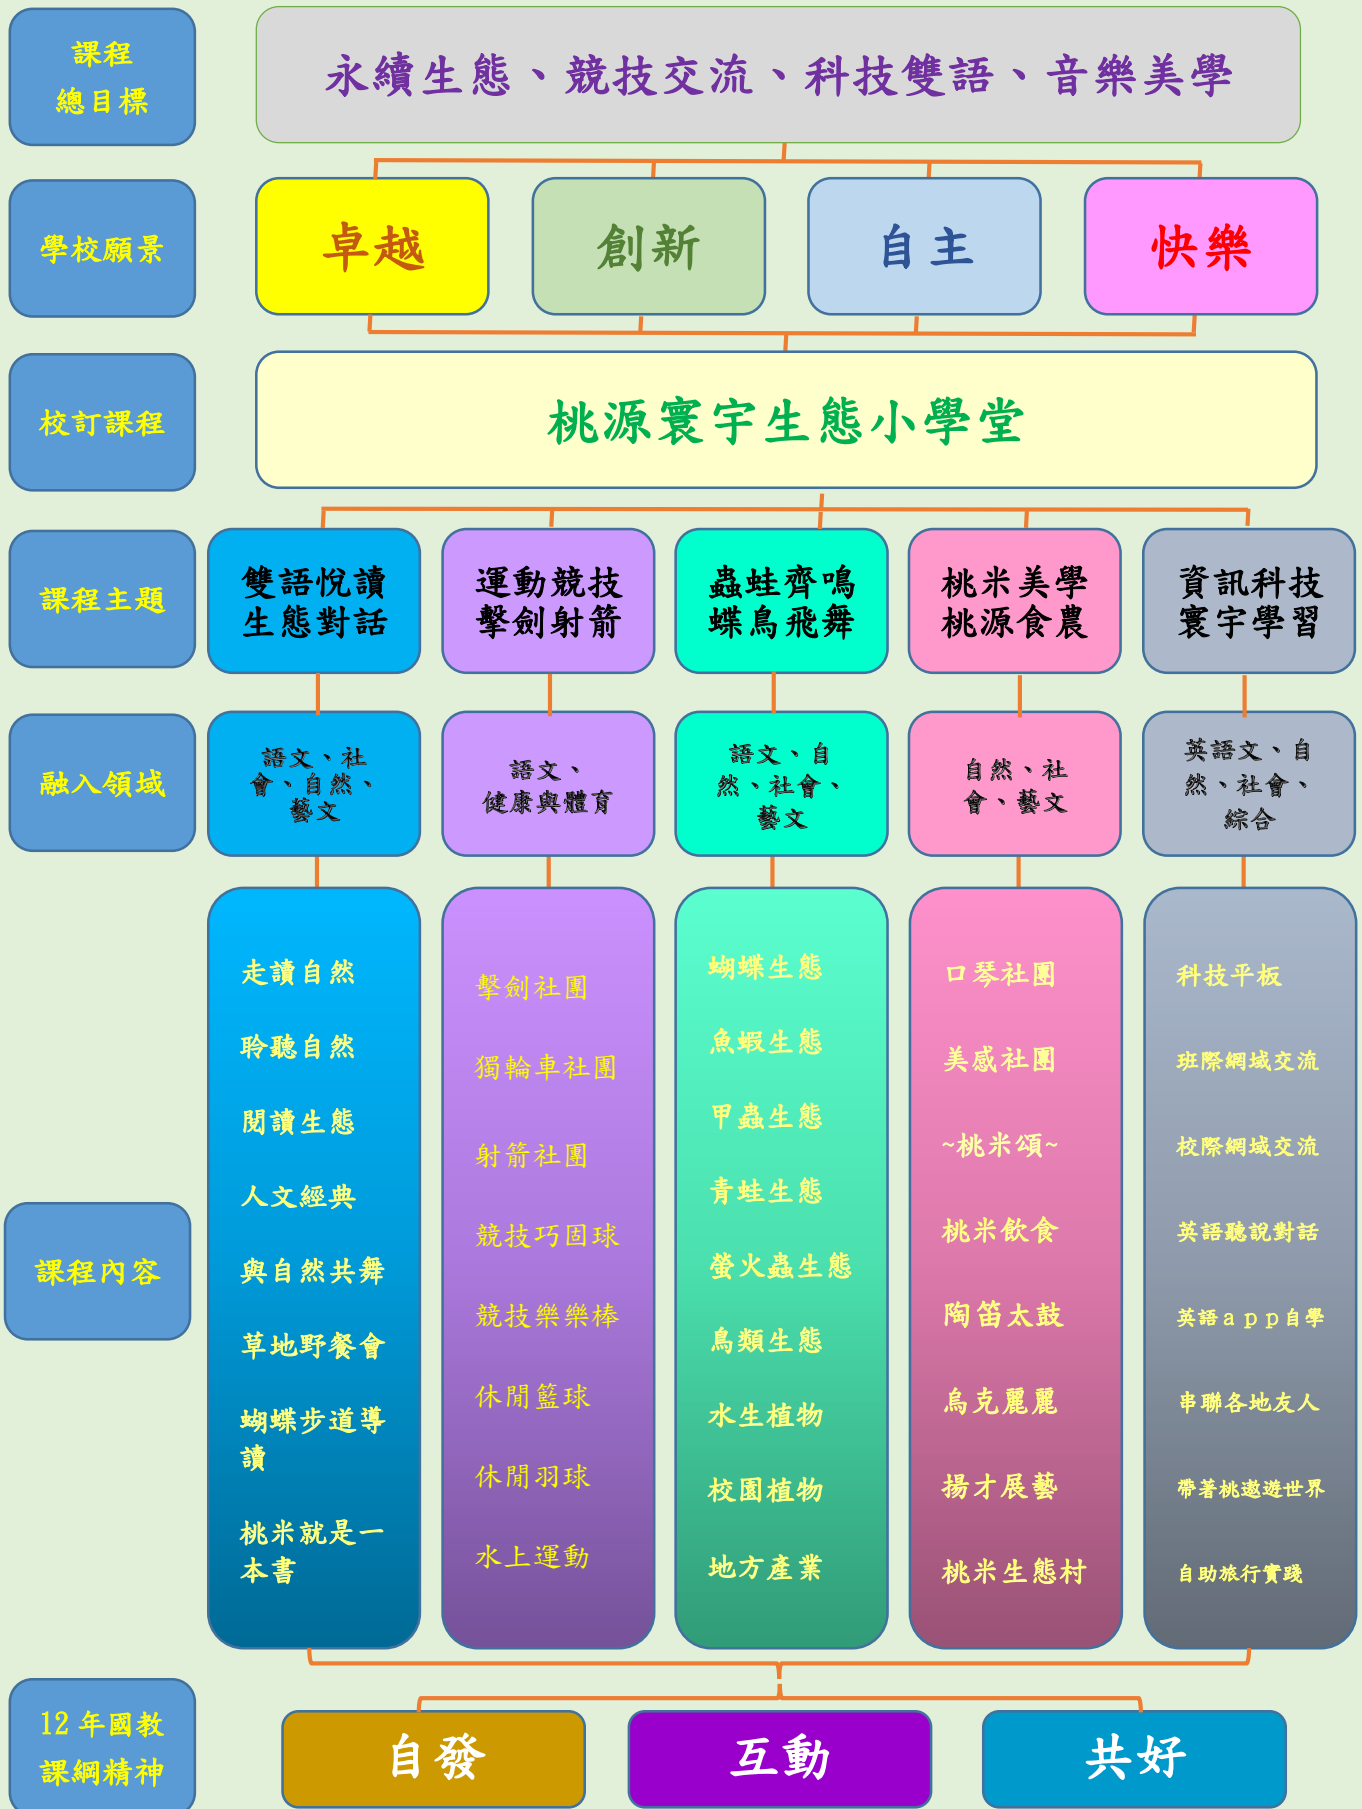 課程
總目標
永續生態、競技交流、科技雙語、音樂美學
學校願景
卓越
創新
自主
快樂
校訂課程
桃源寰宇生態小學堂
課程主題
雙語悅讀
生態對話
運動競技
擊劍射箭
蟲蛙齊鳴
蝶鳥飛舞
桃米美學
桃源食農
資訊科技
寰宇學習
融入領域
語文、社
會、自然、
藝文
語文、
健康與體育
語文、自
然、社會、
藝文
自然、社
會、藝文
英語文、自
然、社會、
綜合
課程內容
走讀自然
聆聽自然
閱讀生態
人文經典
與自然共舞
草地野餐會
蝴蝶步道導
讀
桃米就是一
本書
擊劍社團
獨輪車社團
射箭社團
競技巧固球
競技樂樂棒
休閒籃球
休閒羽球
水上運動
蝴蝶生態
魚蝦生態
甲蟲生態
青蛙生態
螢火蟲生態
鳥類生態
水生植物
校園植物
地方產業
口琴社團
美感社團
~桃米頌~
桃米飲食
陶笛太鼓
烏克麗麗
揚才展藝
桃米生態村
科技平板
班際網域交流
校際網域交流
英語聽說對話
英語ａｐｐ自學
串聯各地友人
帶著桃遨遊世界
自助旅行實踐
12 年國教
課綱精神
自發
互動
共好